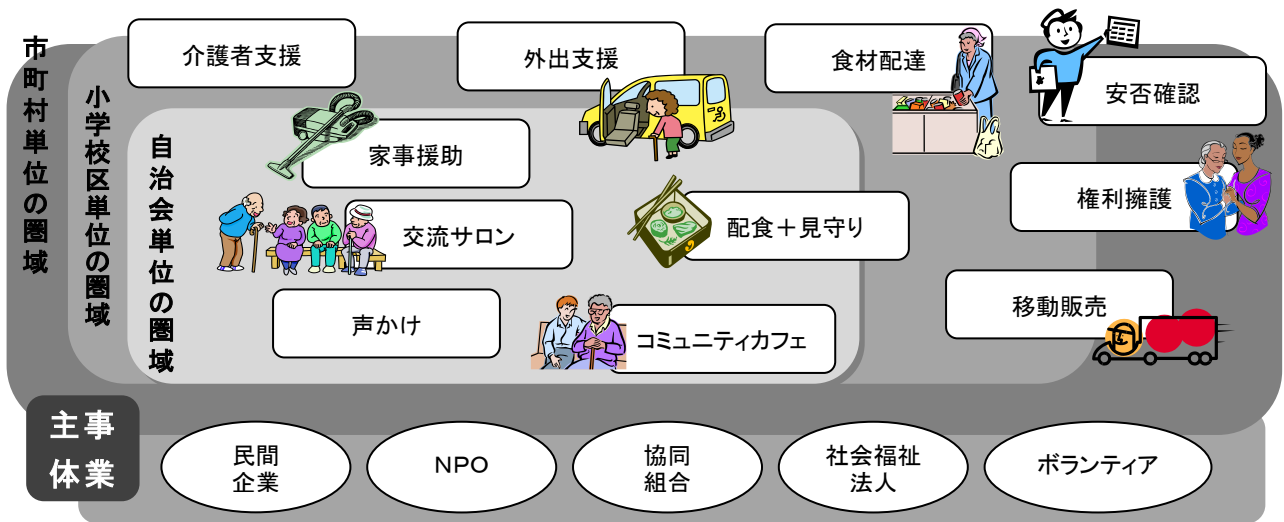 市町村単位の圏域
小学校区単位の圏域
自治会単位の圏域
介護者支援
外出支援
食材配達
安否確認
家事援助
権利擁護
交流サロン
配食＋見守り
移動販売
声かけ
コミュニティカフェ
事業
主体
民間
企業
NPO
協同
組合
社会福祉
法人
ボランティア